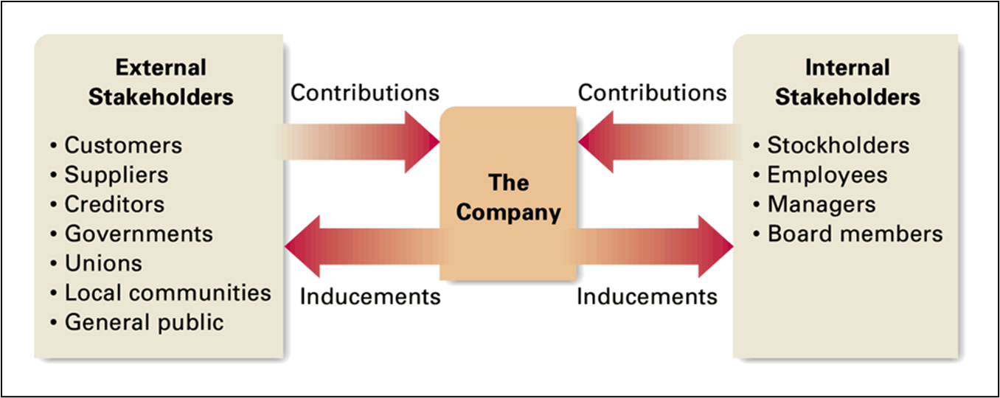 External
Stakeholders
• Customers
• Suppliers
• Creditors
• Governments
• Unions
• Local communities
• General public
Contributions
Inducements
The
Company
Contributions
Inducements
Internal
Stakeholders
• Stockholders
• Employees
• Managers
• Board members